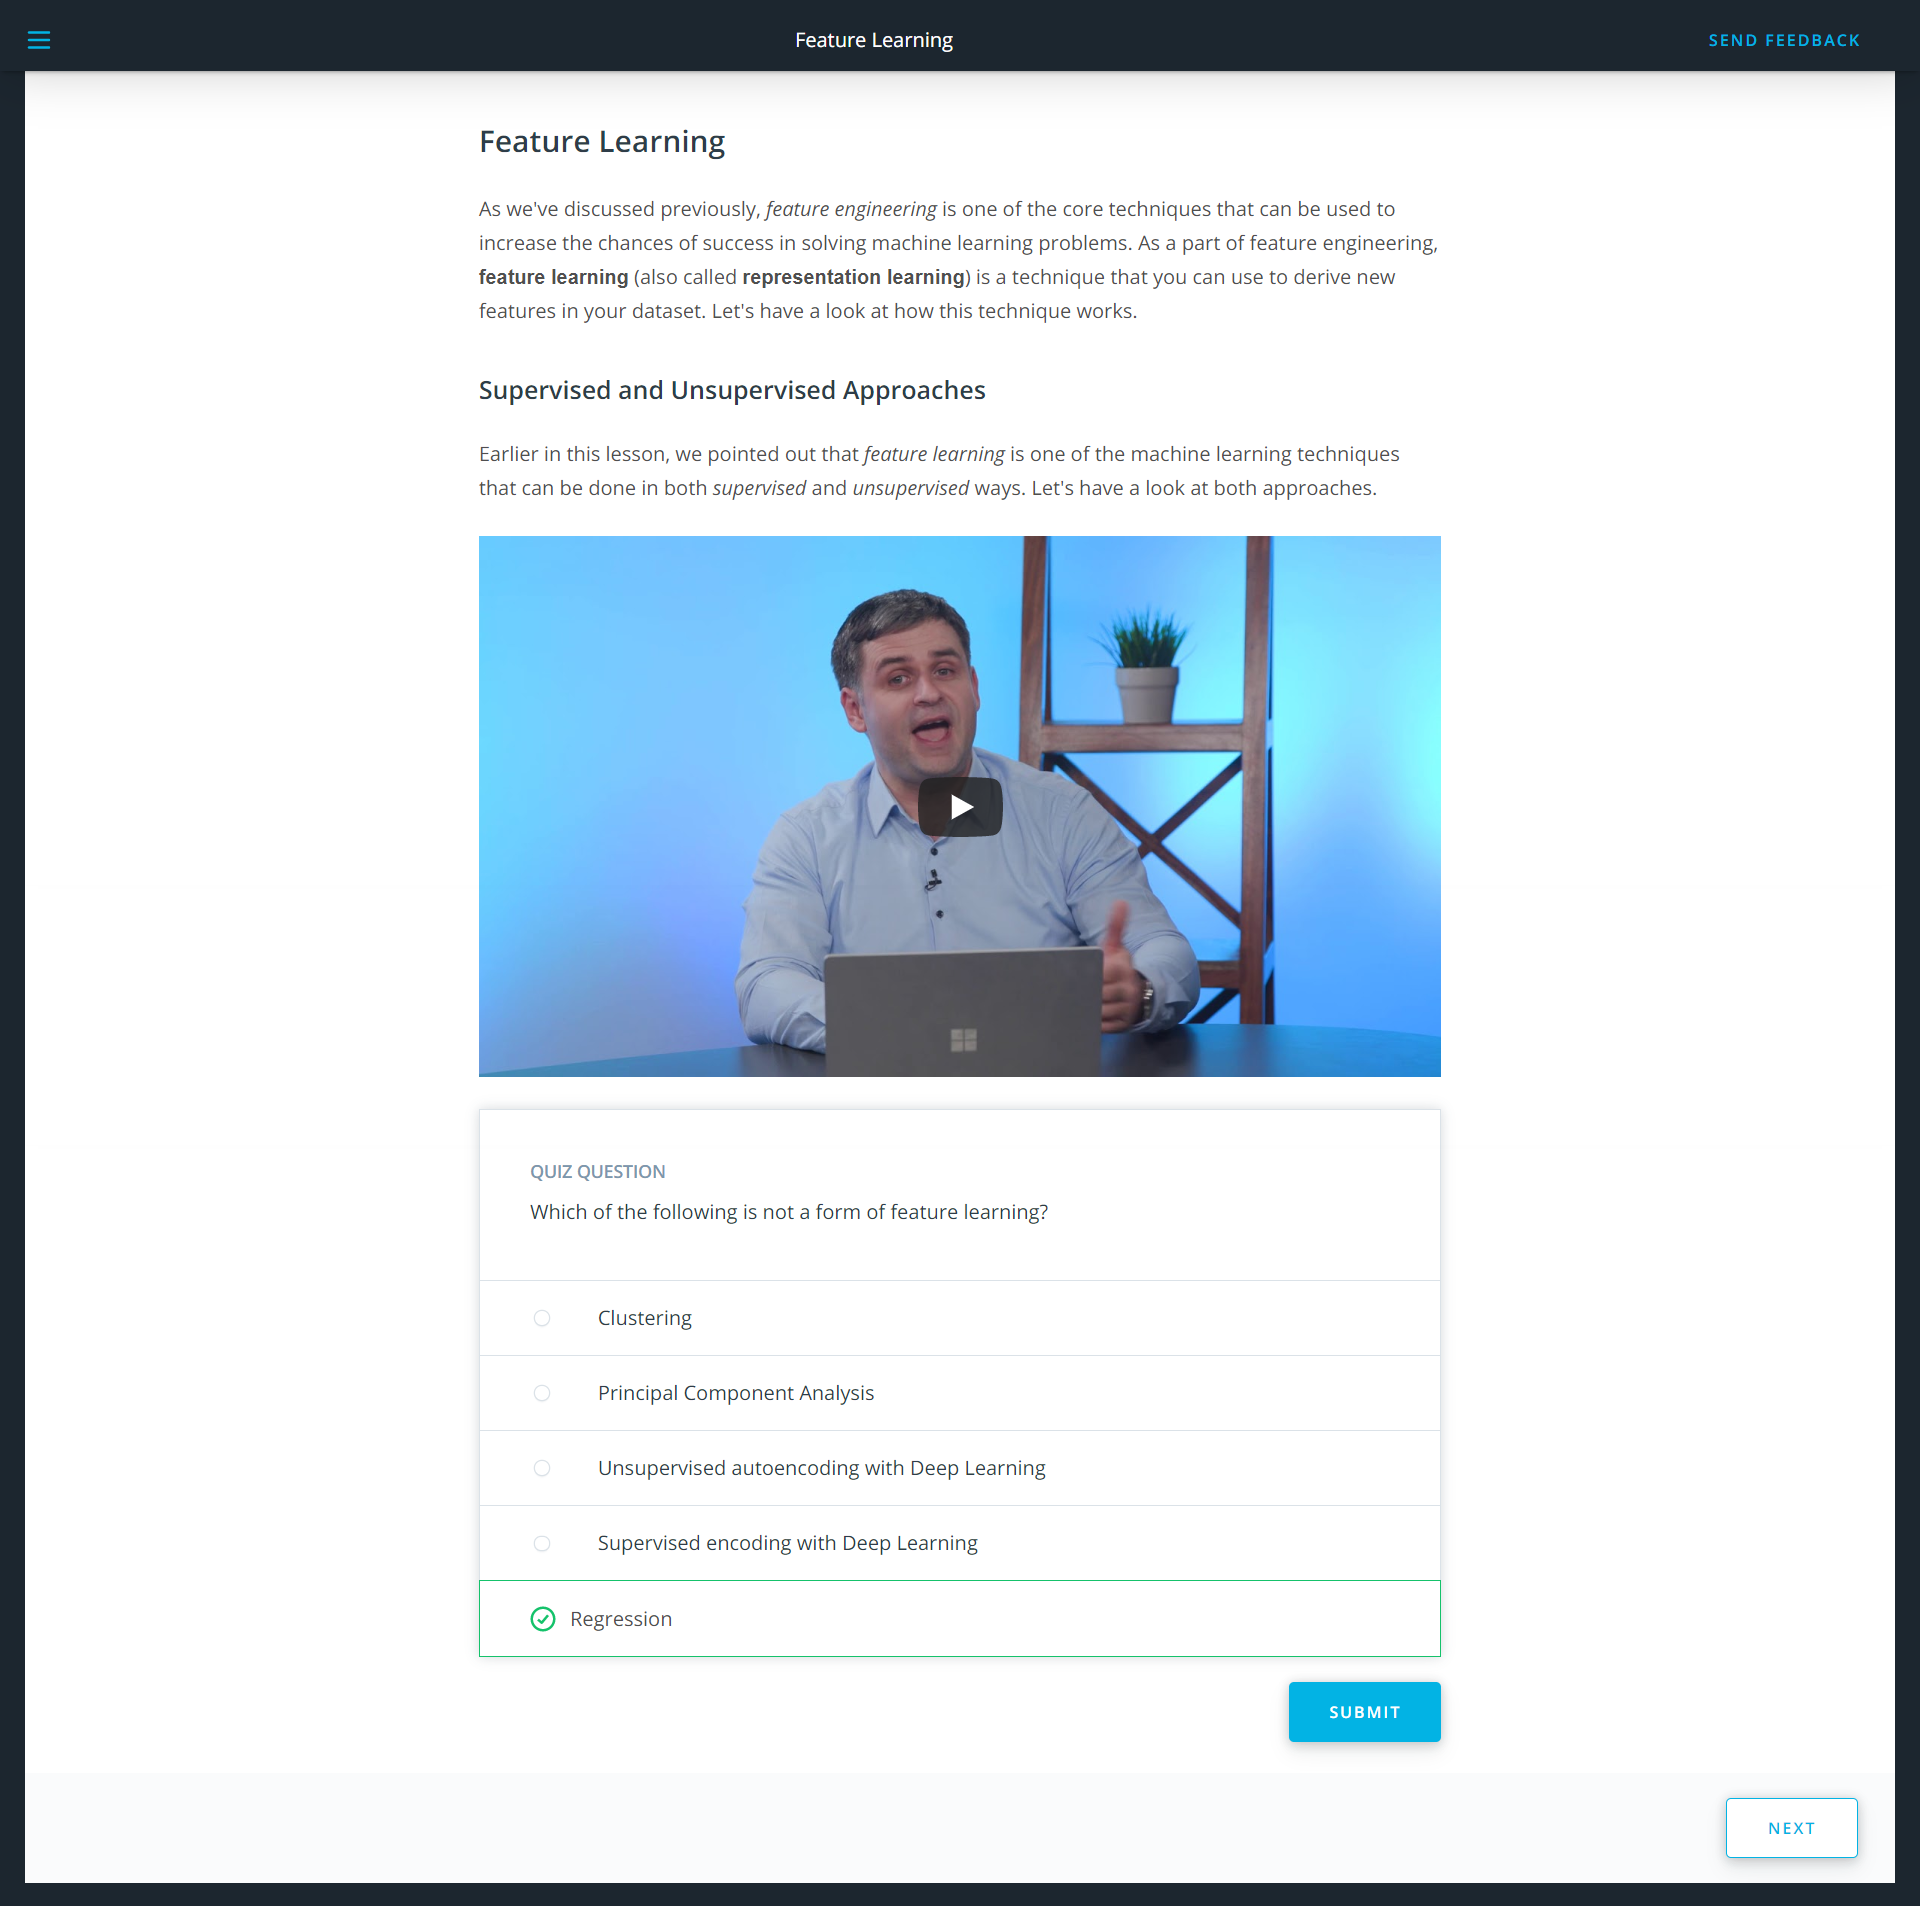 Feature Learning
SEND FEEDBACK
Feature Learning
As we've discussed previously, feature engineering is one of the core techniques that can be used to
increase the chances of success in solving machine learning problems. As a part of feature engineering,
feature learning (also called representation learning) is a technique that you can use to derive new
features in your dataset. Let's have a look at how this technique works.
Supervised and Unsupervised Approaches
Earlier in this lesson, we pointed out that feature learning is one of the machine learning techniques
that can be done in both supervised and unsupervised ways. Let's have a look at both approaches.
QUIZ QUESTION
Which of the following is not a form of feature learning?
Clustering
Principal Component Analysis
Unsupervised autoencoding with Deep Learning
Supervised encoding with Deep Learning
Regression
SUBMIT
NEXT